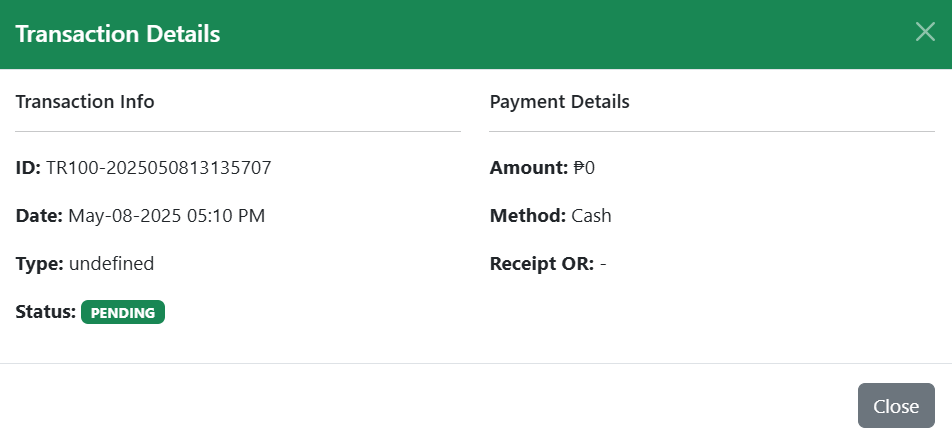 Transaction Details
Transaction Info
ID: TR100-2025050813135707
Date: May-08-2025 05:10 PM
Type: undefined
Status: PENDING
Payment Details
Amount: ₱0
Method: Cash
Receipt OR: -
Close